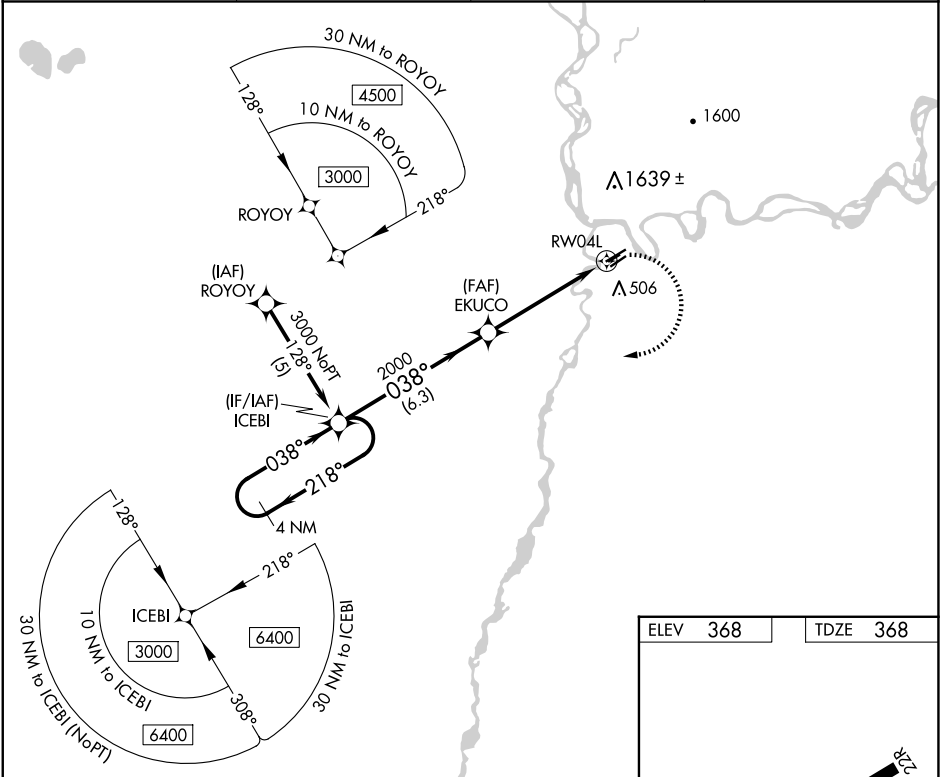 30 NM to ROYOY
4500
128°
10 NM to ROYOY
3000
218°
ROYOY
1600
1639 ±
RW04L
506
(IAF)
ROYOY
3000 NoPT
128°
(5)
(FAF)
EKUCO
2000
038°
(6.3)
(IF/IAF)
ICEBI
038°
218°
4 NM
128°
218°
ICEBI
10 NM to ICEBI
3000
6400
30 NM to ICEBI
308°
30 NM to ICEBI (NoPT)
6400
ELEV 368
TDZE 368
22R